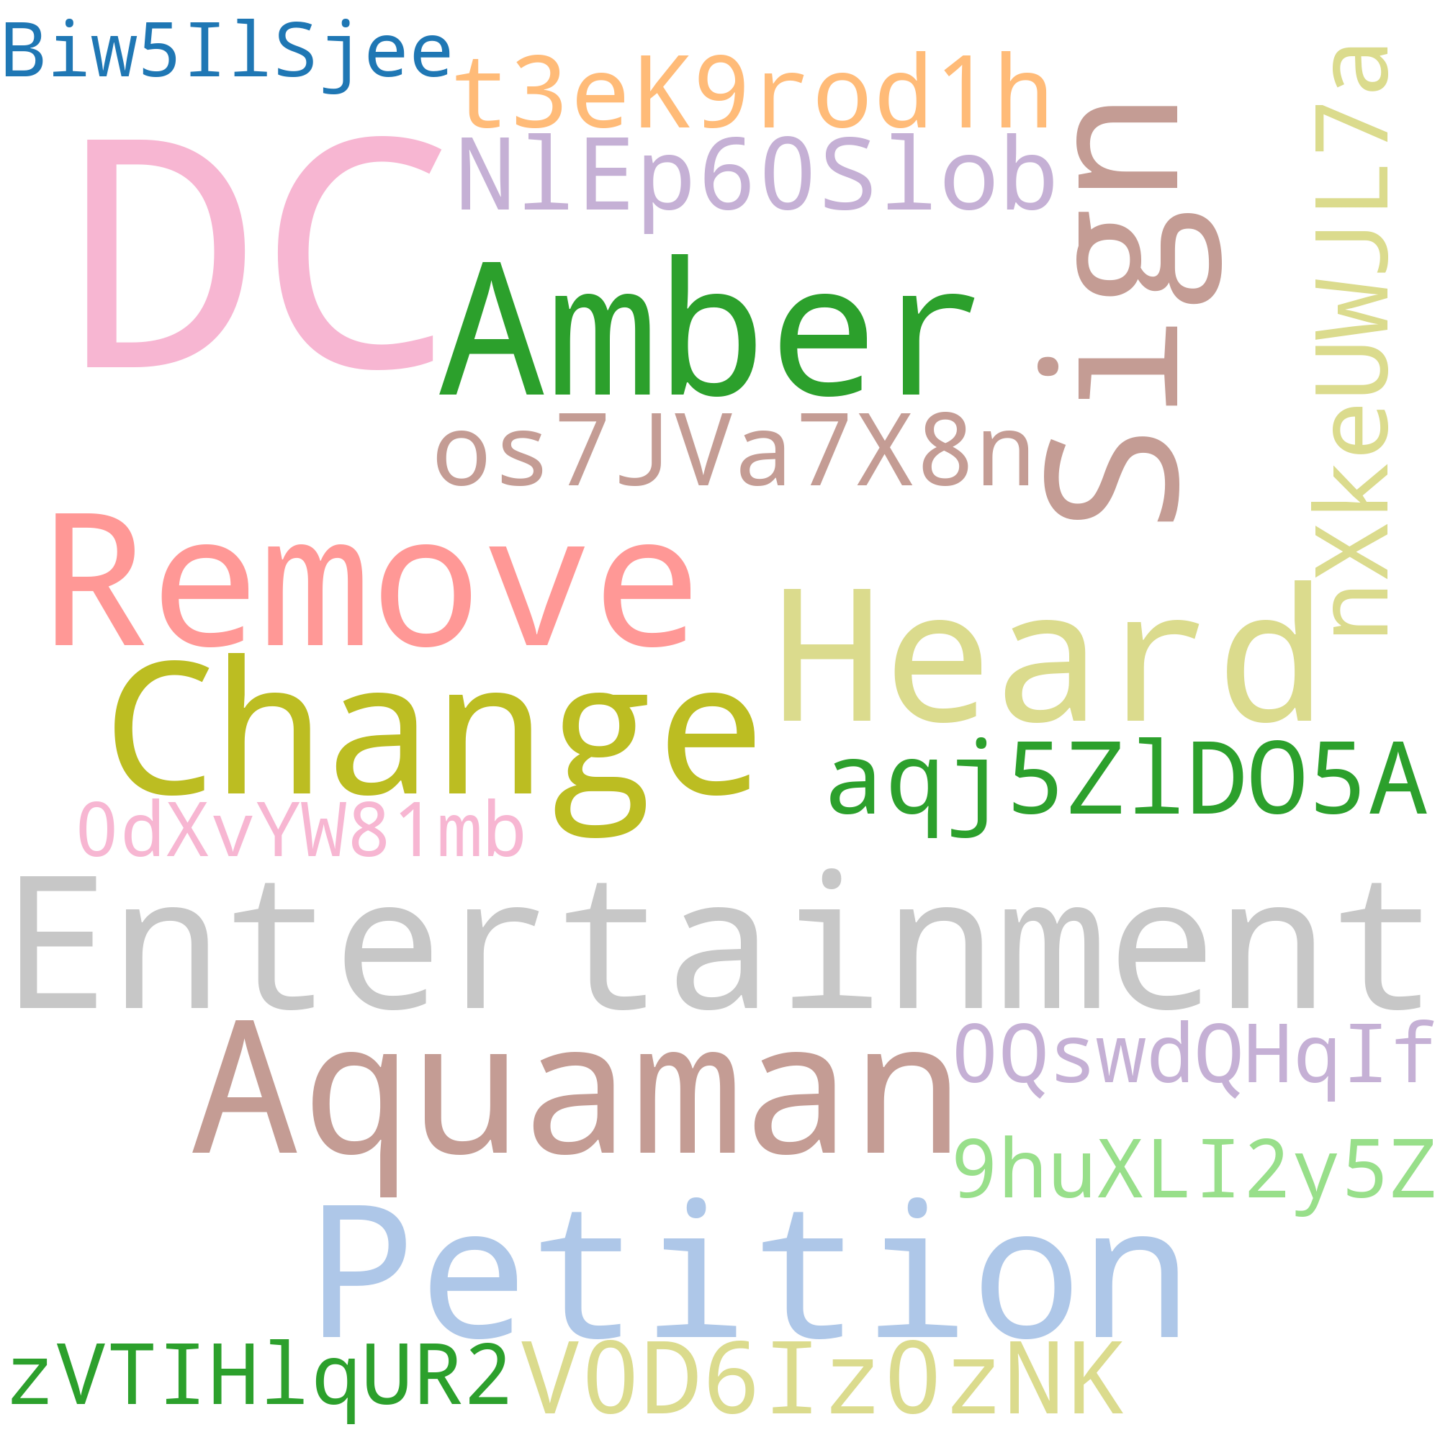 Biw5IlSjee
t3eK9rod1h
NlEp6OSlob
DC
Sign
nXkeUWJL7a
Amber
os7JVa7X8n
Remove
Heard
Change
aqj5ZlDO5A
0dXvYW81mb
Entertainment
Aquaman
0QswdQHqIf
9huXLI2y5Z
Petition
zVTIHlqUR2
V0D6Iz0zNK